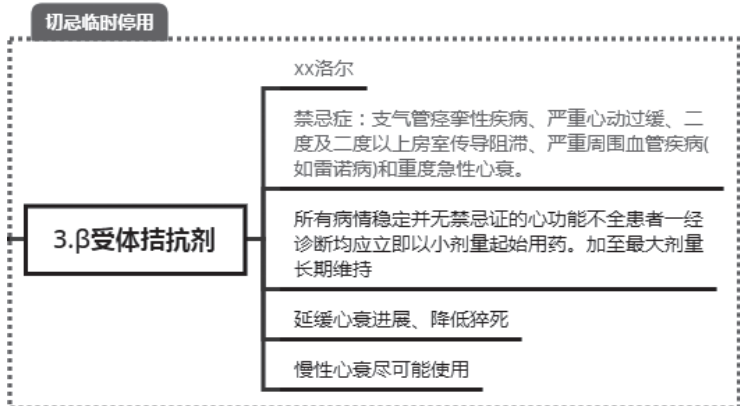 切忌临时停用
xx洛尔
禁忌症：支气管痉挛性疾病、严重心动过缓、二
度及二度以上房室传导阻滞、严重周围血管疾病(
如雷诺病)和重度急性心衰。
3.β受体拮抗剂
所有病情稳定并无禁忌证的心功能不全患者一经
诊断均应立即以小剂量起始用药。加至最大剂量
长期维持
延缓心衰进展、降低猝死
慢性心衰尽可能使用